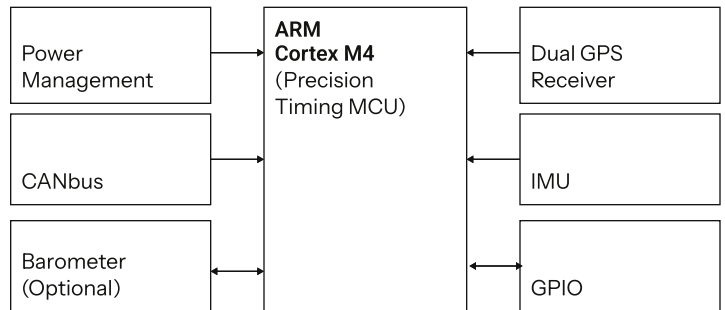 Power
Management
CANbus
Barometer
(Optional)
ARM
Cortex M4
(Precision
Timing MCU)
Dual GPS
Receiver
IMU
GPIO